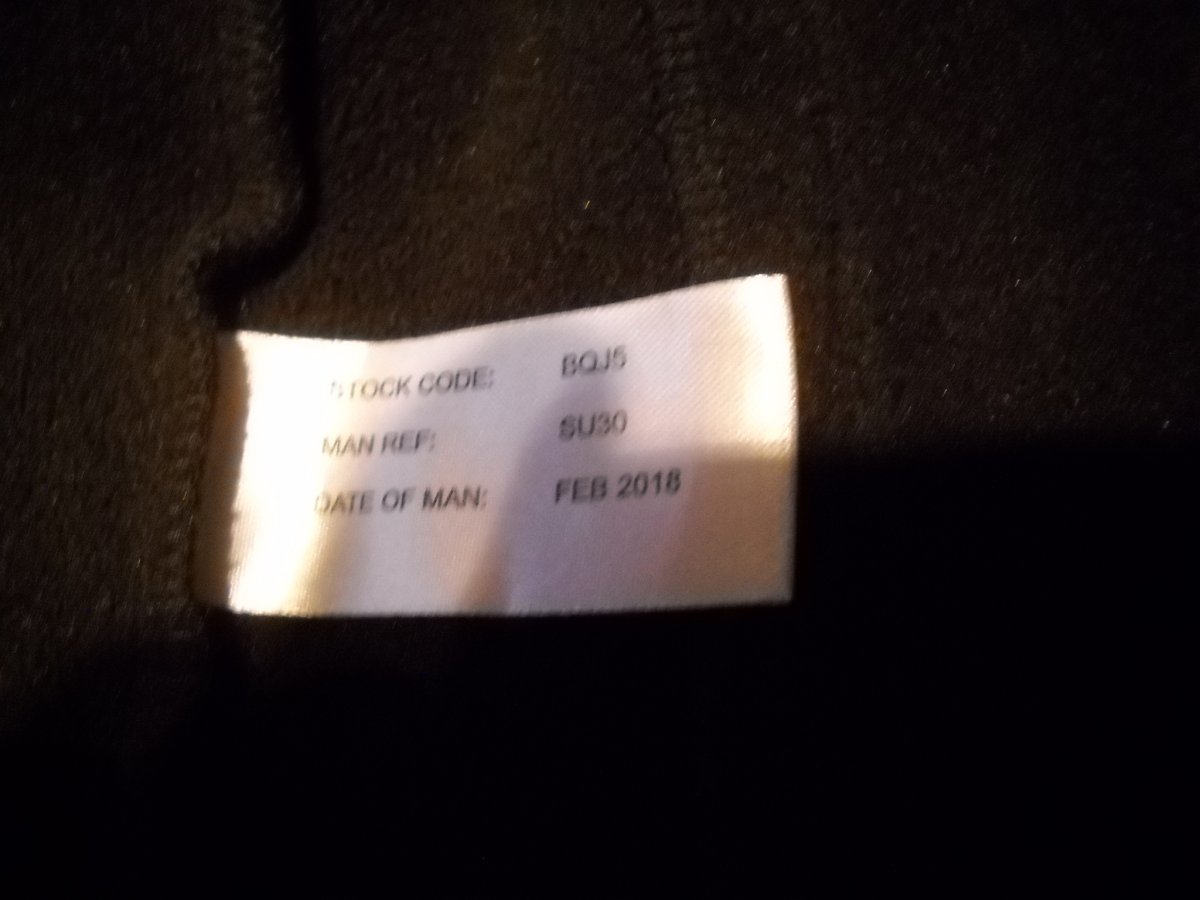 STOCK CODE: BQJ5
MAN REF: SU30
DATE OF MAN: FEB 2018